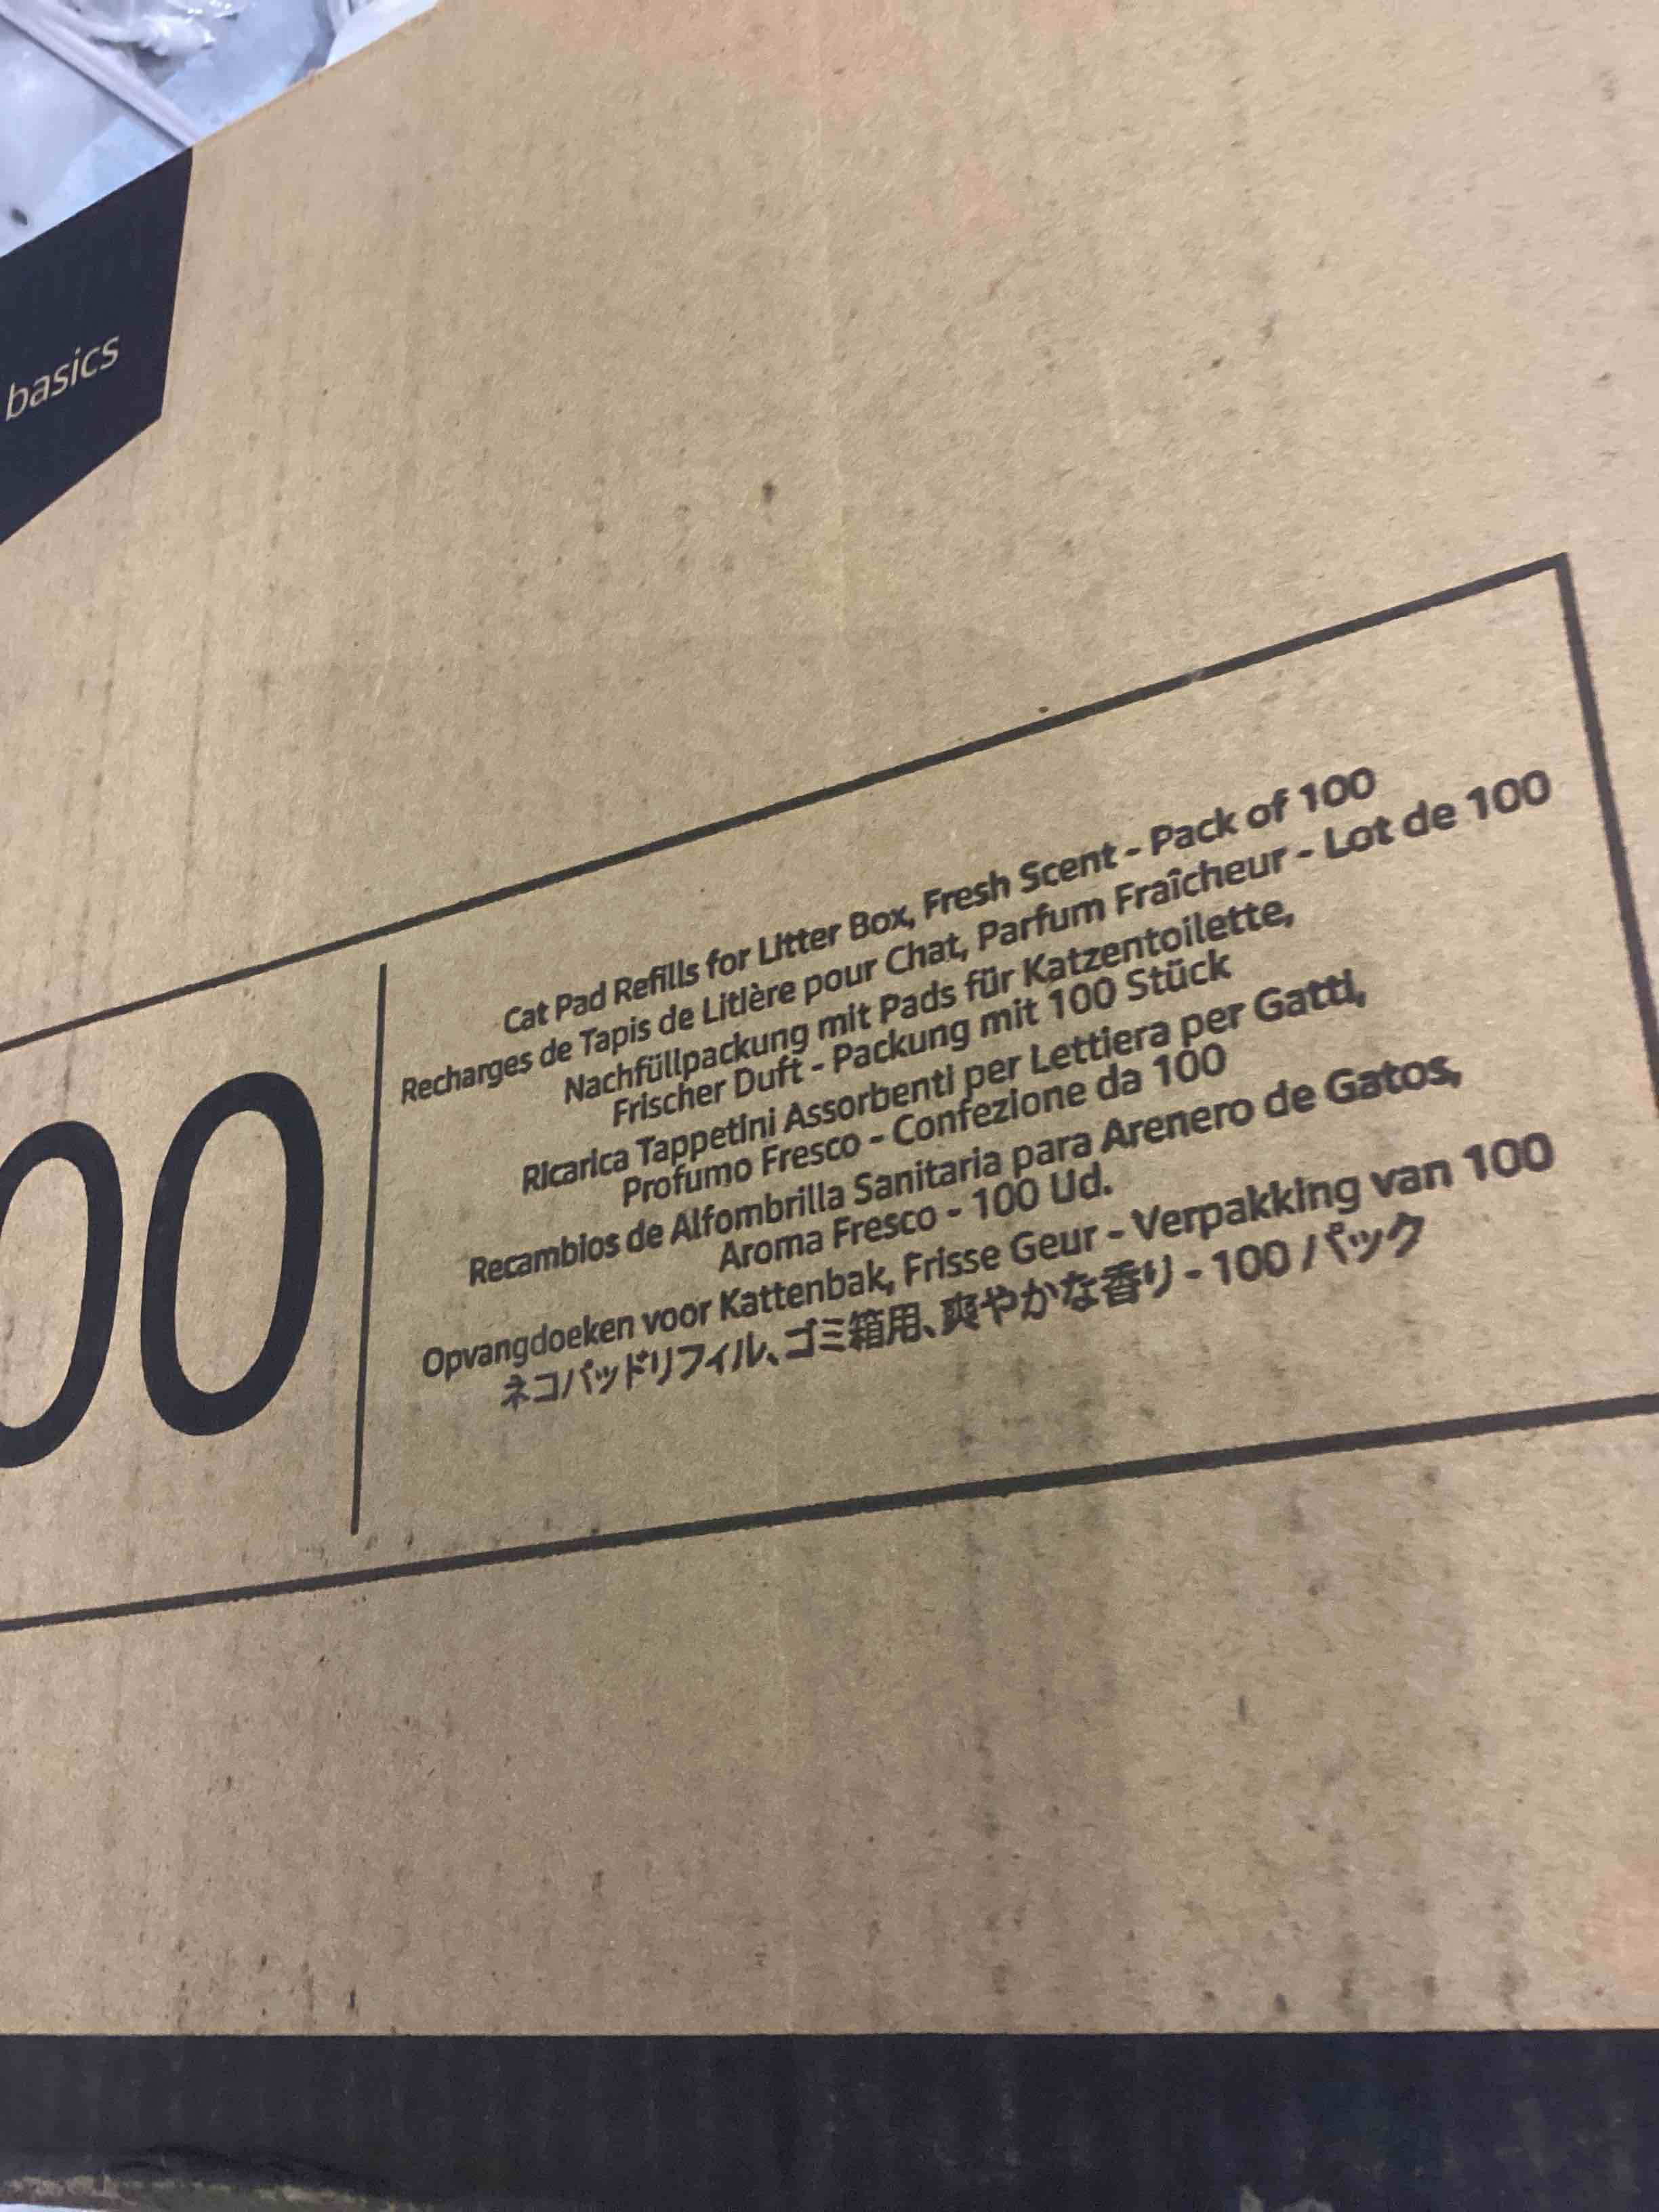 basics
00
Cat Pad Refills for Litter Box, Fresh Scent - Pack of 100
Recharges de Tapis de Litière pour Chat, Parfum Fraîcheur - Lot de 100
Nachfüllpackung mit Pads für Katzentoilette,
Frischer Duft - Packung mit 100 Stück
Ricarica Tappetini Assorbenti per Lettiera per Gatti,
Profumo Fresco - Confezione da 100
Recambios de Alfombrilla Sanitaria para Arenero de Gatos,
Aroma Fresco - 100 Ud.
Opvangdoeken voor Kattenbak, Frisse Geur - Verpakking van 100
ネコパッドリフィル、ゴミ箱用、爽やかな香り - 100 パック